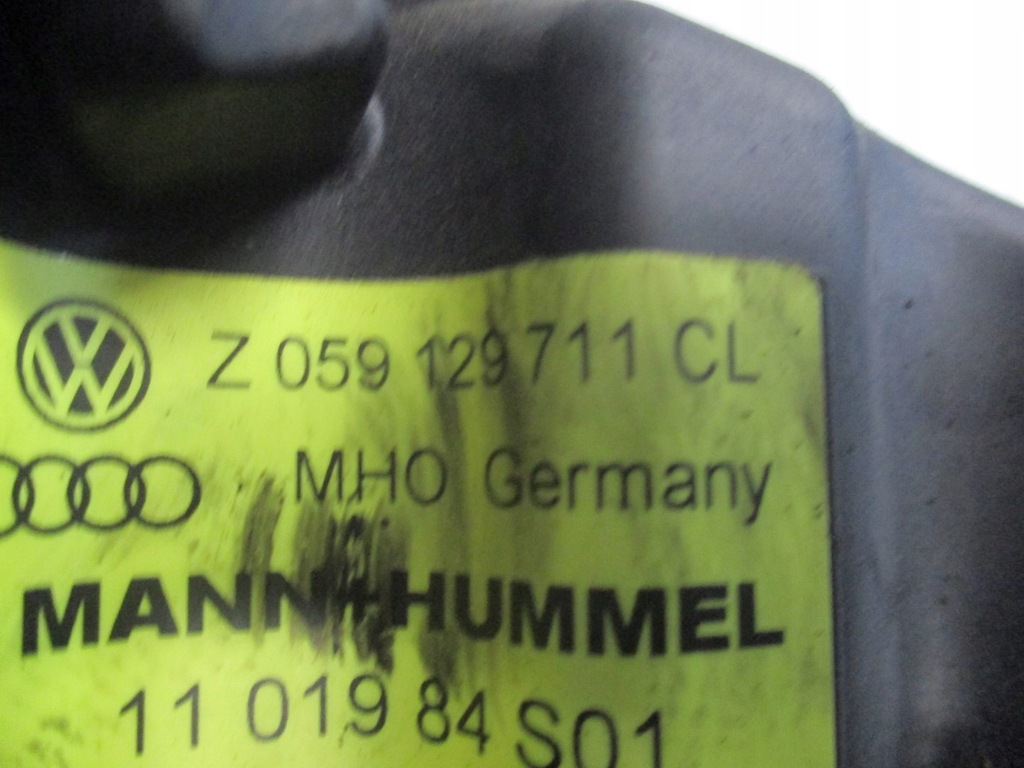 Z 059 129 711 CL
MHO Germany
MANN+HUMMEL
11 019 84 S01